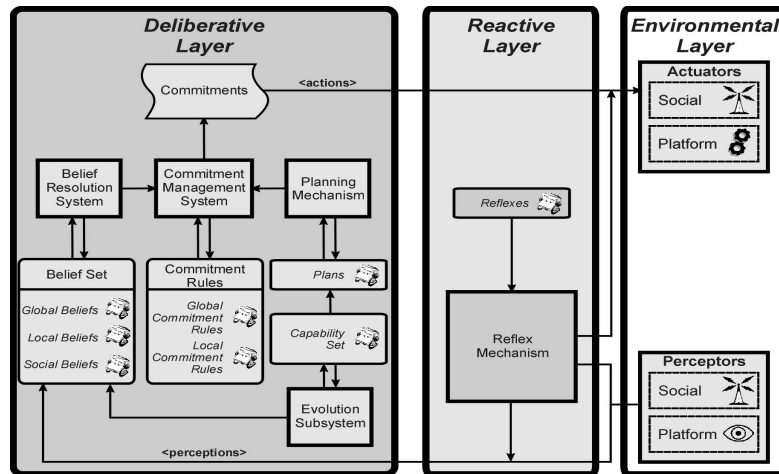 Deliberative
Layer
Commitments
<actions>
Belief
Resolution
System
Commitment
Management
System
Planning
Mechanism
Belief Set
Global Beliefs
Local Beliefs
Social Beliefs
Commitment
Rules
Global
Commitment
Rules
Local
Commitment
Rules
Plans
Capability
Set
Evolution
Subsystem
<perceptions>
Reactive
Layer
Reflexes
Reflex
Mechanism
Environmental
Layer
Actuators
Social
Platform
Perceptors
Social
Platform